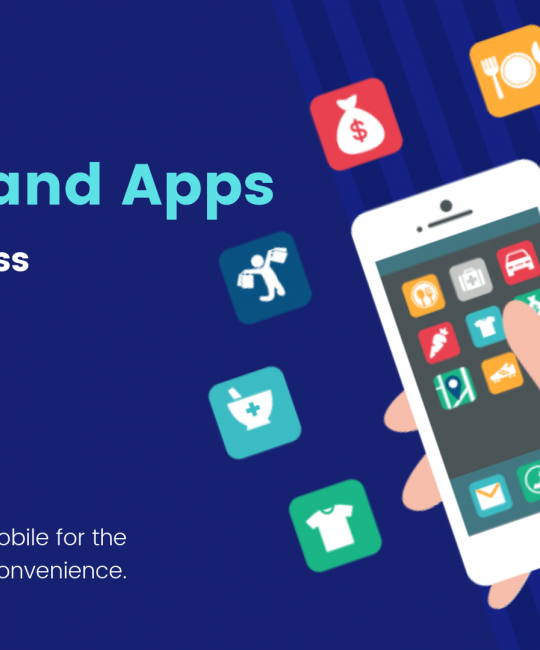 and Apps
ss
obile for the
onvenience.
$